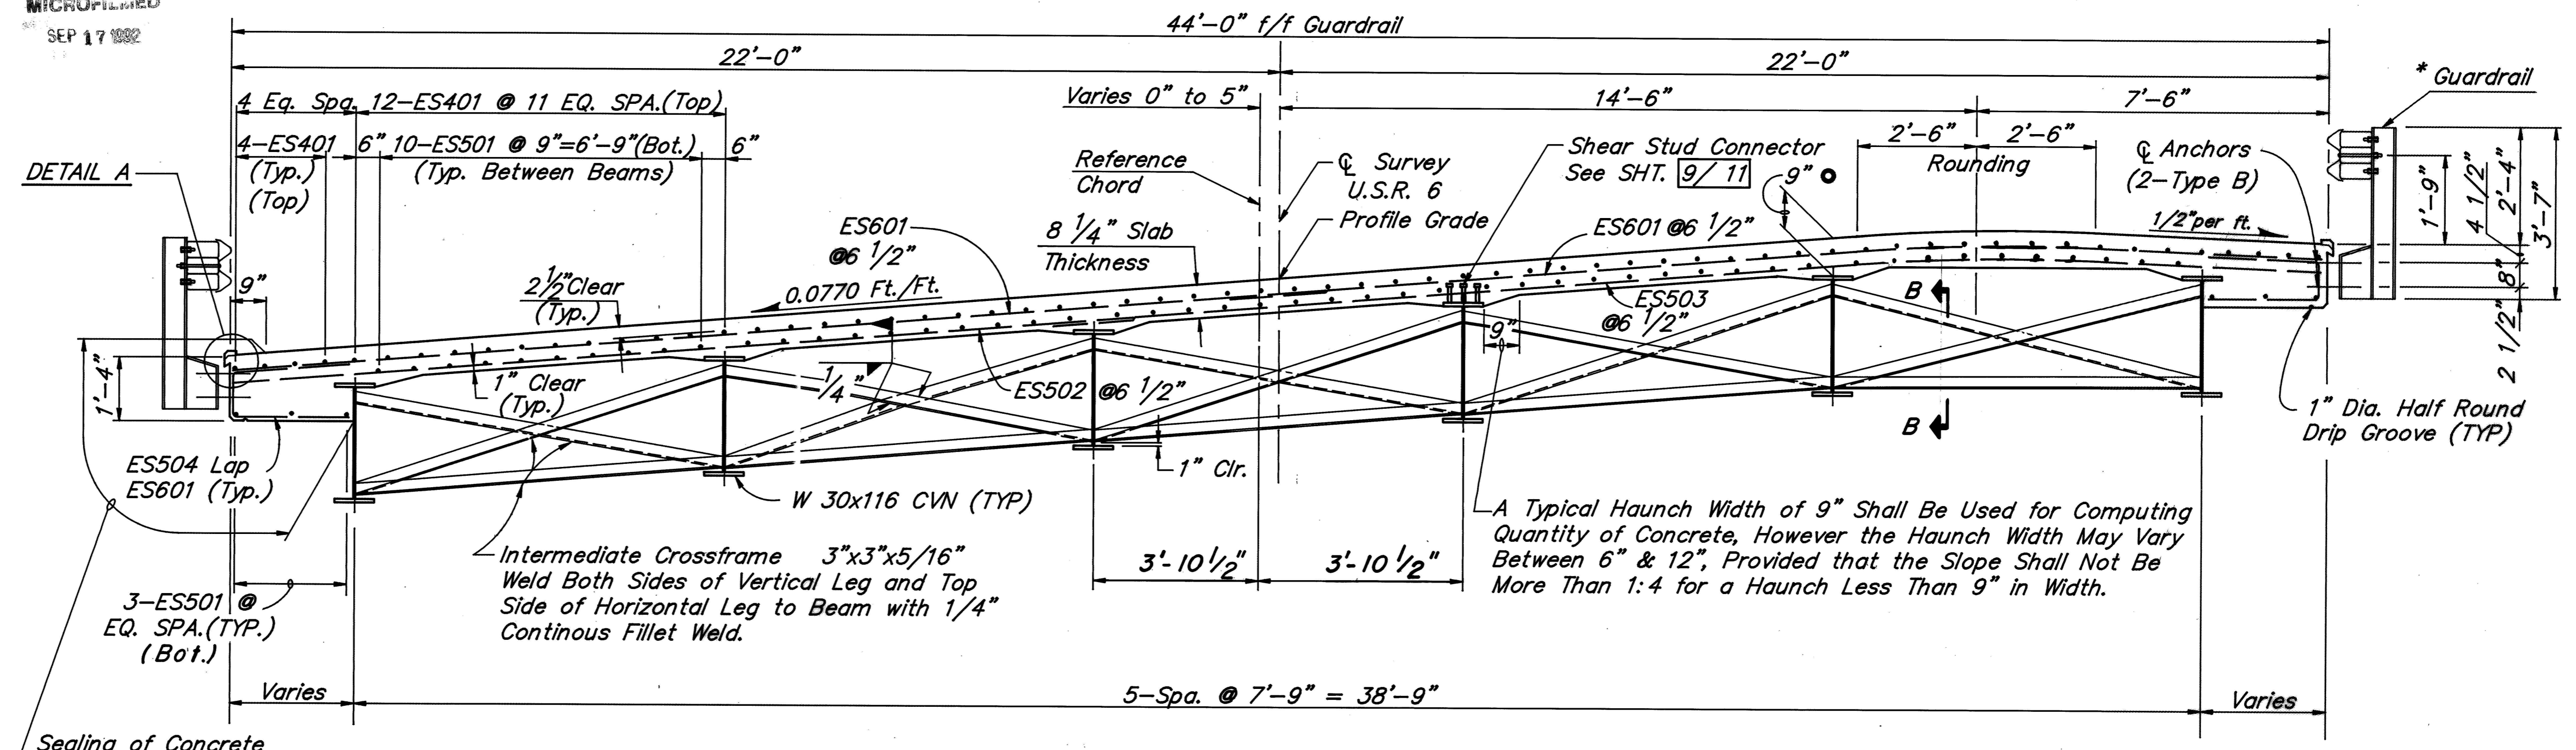 MICROFILMED
SEP 17 1992
44'-0" f/f Guardrail
22'-0"
22'-0"
* Guardrail
4 Eq. Spa.
12-ES401 @ 11 EQ. SPA.(Top)
Varies 0" to 5"
14'-6"
7'-6"
4-ES401
(Typ.)
(Top)
6"
10-ES501 @ 9"=6'-9"(Bot.)
(Typ. Between Beams)
6"
DETAIL A
Reference
Chord
℄ Survey
U.S.R. 6
Profile Grade
Shear Stud Connector
See SHT. 9/ 11
9"
2'-6"
2'-6"
Rounding
℄ Anchors
(2-Type B)
1'-9"
4 1/2"
2'-4"
3'-7"
8"
2 1/2"
1/2"per ft.
ES601
@6 1/2"
8 1/4" Slab
Thickness
ES601 @6 1/2"
9"
2 1/2"Clear
(Typ.)
0.0770 Ft./Ft.
ES503
@6 1/2"
9"
B
B
1'-4"
1" Clear
(Typ.)
1/4"
ES502 @6 1/2"
1" Clr.
1" Dia. Half Round
Drip Groove (TYP)
ES504 Lap
ES601 (Typ.)
W 30x116 CVN (TYP)
A Typical Haunch Width of 9" Shall Be Used for Computing
Quantity of Concrete, However the Haunch Width May Vary
Between 6" & 12", Provided that the Slope Shall Not Be
More Than 1:4 for a Haunch Less Than 9" in Width.
Intermediate Crossframe 3"x3"x5/16"
Weld Both Sides of Vertical Leg and Top
Side of Horizontal Leg to Beam with 1/4"
Continous Fillet Weld.
3'-10 1/2"
3'-10 1/2"
3-ES501 @
EQ. SPA.(TYP.)
(Bot.)
Varies
5-Spa. @ 7'-9" = 38'-9"
Varies
Sealing of Concrete